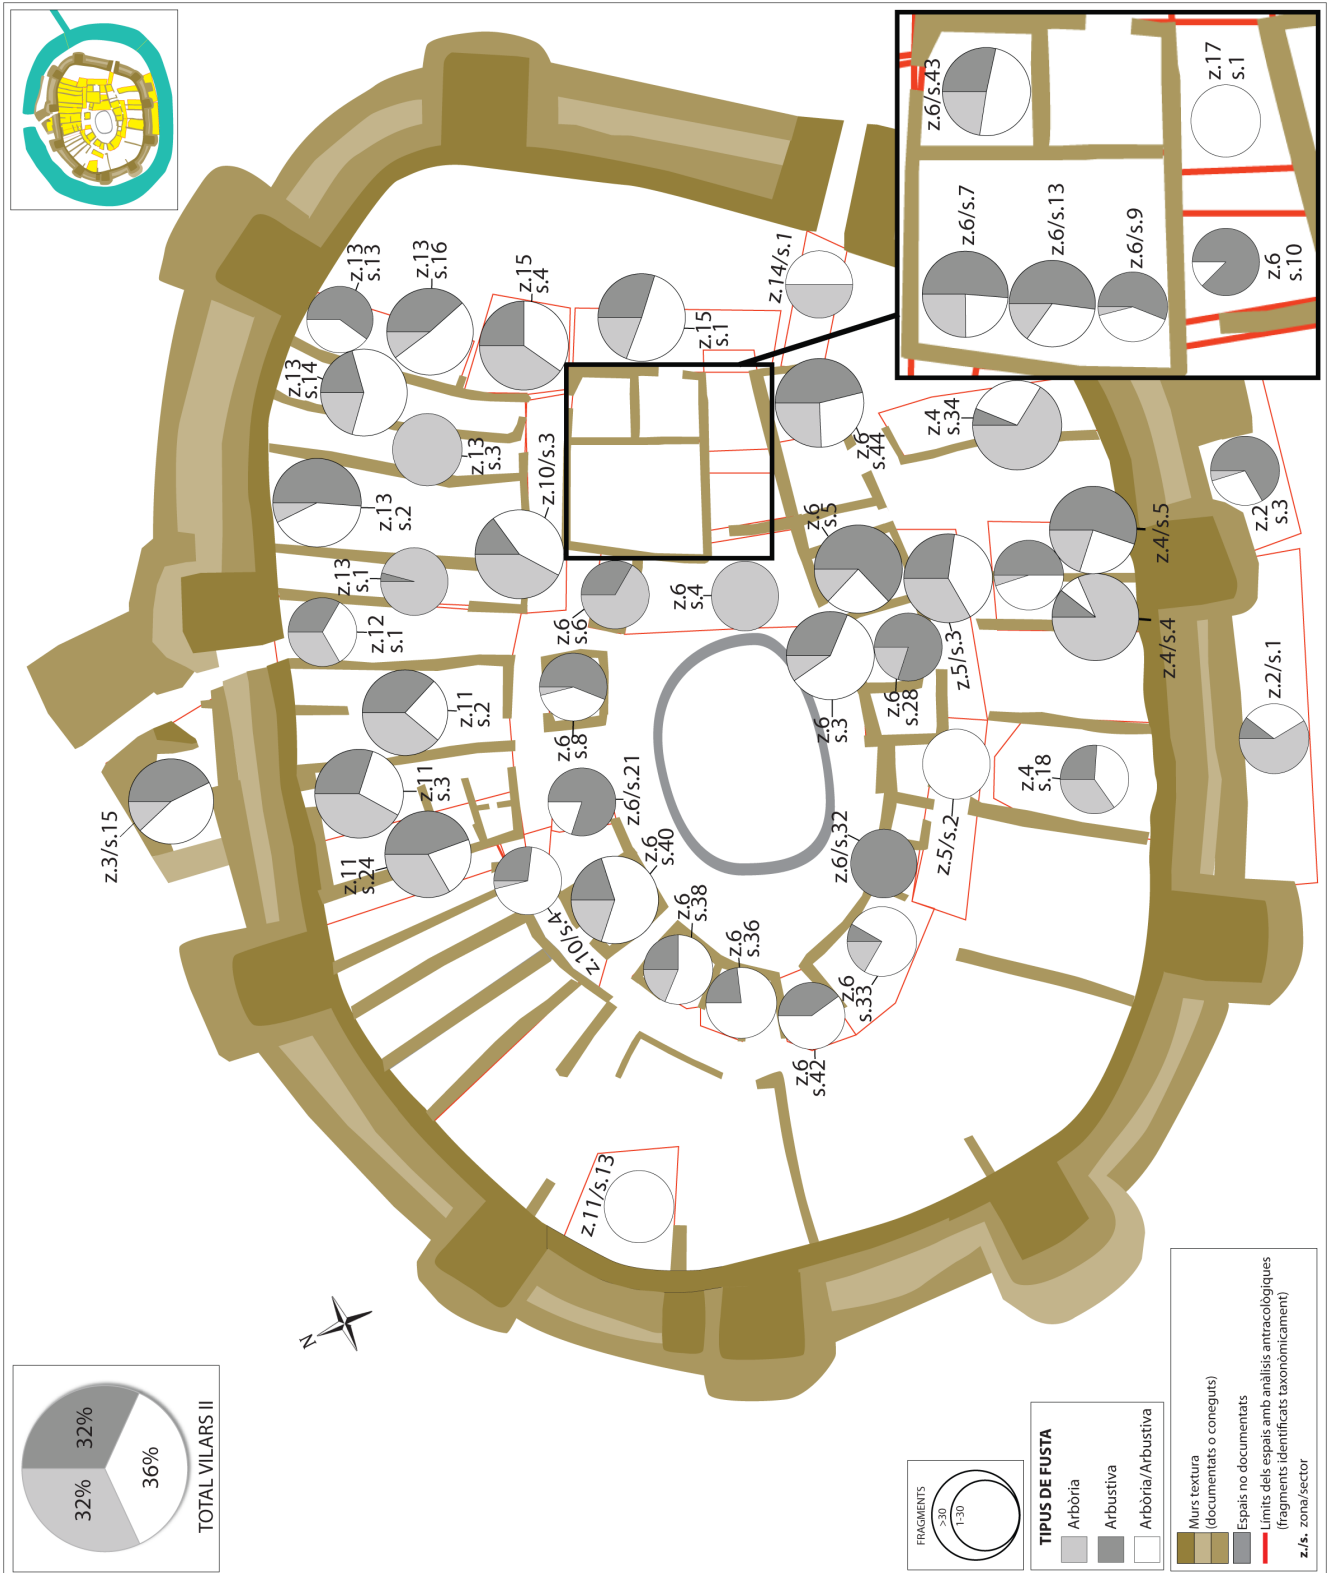 z.6/s.43
z.17
s.1
z.6/s.7
z.6/s.13
z.6/s.9
z.6
s.10
z.13
s.13
z.13
s.16
z.15
s.4
z.15
s.1
z.14/s.1
z.13
s.14
z.13
s.3
z.10/s.3
z.13
s.2
z.13
s.1
z.12
s.1
z.6
s.44
z.4
s.34
z.2
s.3
z.6
s.5
z.4/s.5
z.4/s.4
z.5/s.3
z.6
s.6
z.6
s.4
z.6
s.28
z.6
s.3
z.2/s.1
z.11
s.2
z.6
s.8
z.11
s.3
z.3/s.15
z.11
s.24
z.6/s.21
z.4
s.18
z.5/s.2
z.6/s.32
z.10/s.4
z.6
s.40
z.6
s.38
z.6
s.36
z.6
s.33
z.6
s.42
z.11/s.13
N
32%
32%
36%
TOTAL VILARS II
FRAGMENTS
>30
1-30
TIPUS DE FUSTA
Arbòria
Arbustiva
Arbòria/Arbustiva
Murs textura
(documentats o coneguts)
Espais no documentats
Límits dels espais amb anàlisis antracològiques
(fragments identificats taxonòmicament)
z./s. zona/sector